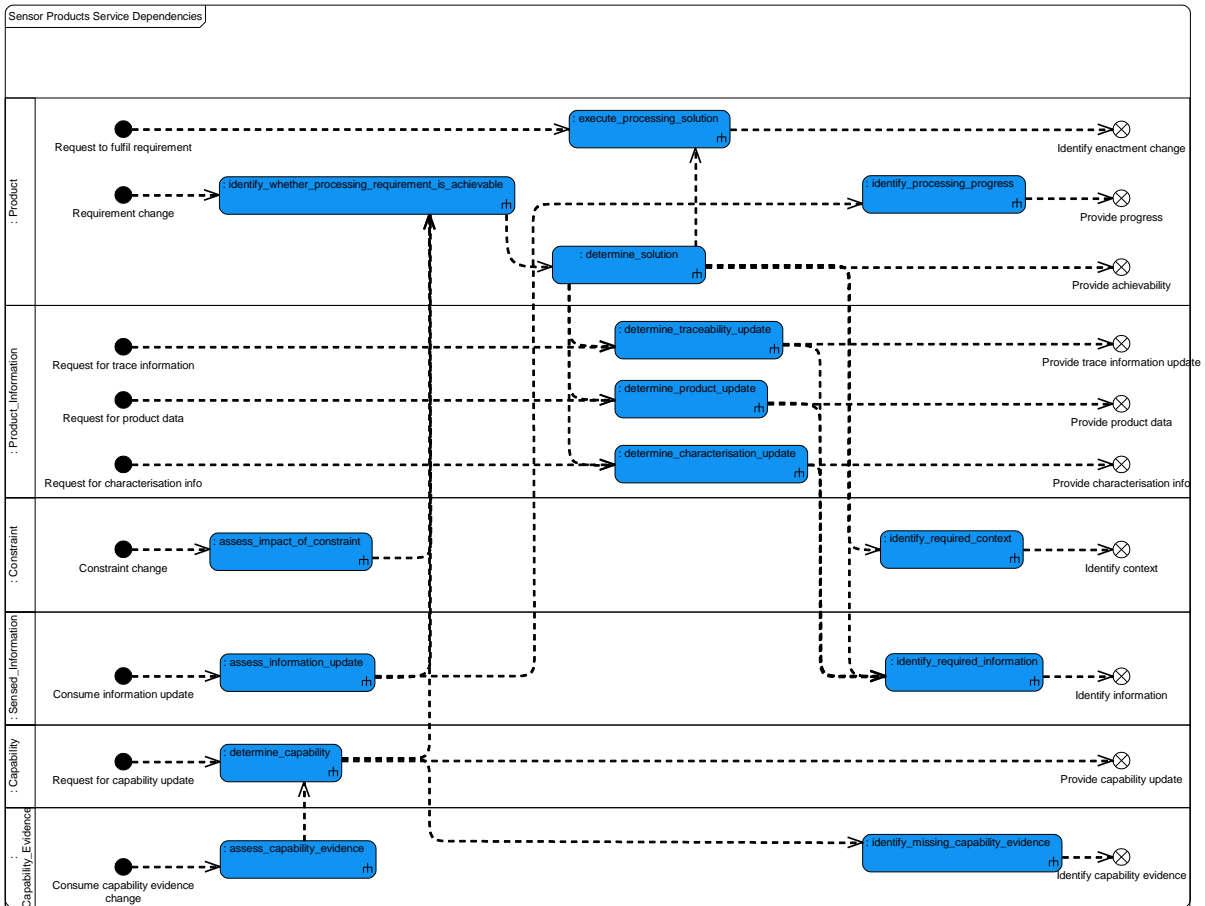 Sensor Products Service Dependencies
: Product
Request to fulfil requirement
: execute_processing_solution
Identify enactment change
Requirement change
: identify_whether_processing_requirement_is_achievable
: identify_processing_progress
Provide progress
: determine_solution
Provide achievability
: Product_Information
Request for trace information
: determine_traceability_update
Provide trace information update
Request for product data
: determine_product_update
Provide product data
Request for characterisation info
: determine_characterisation_update
Provide characterisation info
: Constraint
Constraint change
: assess_impact_of_constraint
: identify_required_context
Identify context
: Sensed_Information
Consume information update
: assess_information_update
: identify_required_information
Identify information
: Capability
Request for capability update
: determine_capability
Provide capability update
:
Capability_Evidence
Consume capability evidence
change
: assess_capability_evidence
: identify_missing_capability_evidence
Identify capability evidence